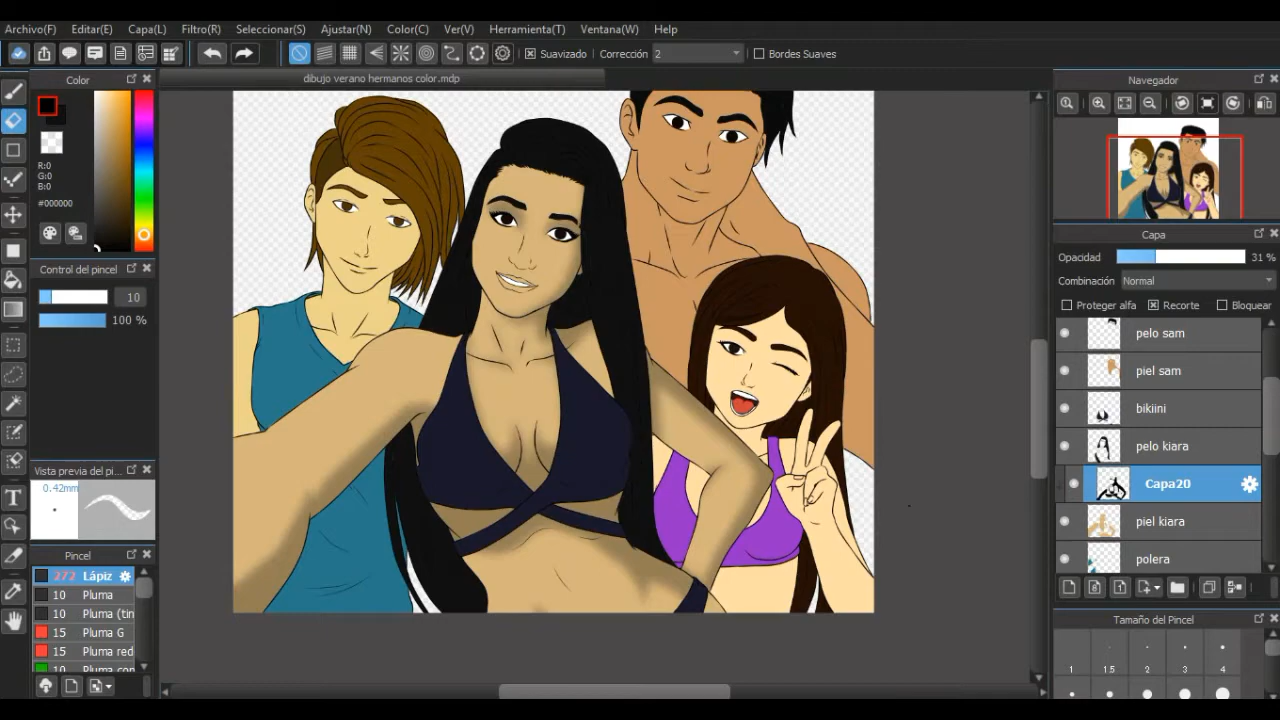 Archivo(F) Editar(E) Capa(L) Filtro(R) Seleccionar(S) Ajustar(N) Color(C) Ver(V) Herramienta(T) Ventana(W) Help
Suavizado Corrección 2 Bordes Suaves
Color
dibujo verano hermanos color.mdp
Navegador
R:0
G:0
B:0
#000000
Capa
Opacidad 31 %
Combinación Normal
Proteger alfa Recorte Bloquear
Control del pincel
10
100 %
pelo sam
piel sam
bikiini
pelo kiara
Capa20
piel kiara
polera
Vista previa del pi...
0.42mm
Pincel
272 Lápiz
10 Pluma
10 Pluma (tin
15 Pluma G
15 Pluma red
10 Pluma con
Tamaño del Pincel
1 1.5 2 3 4
T